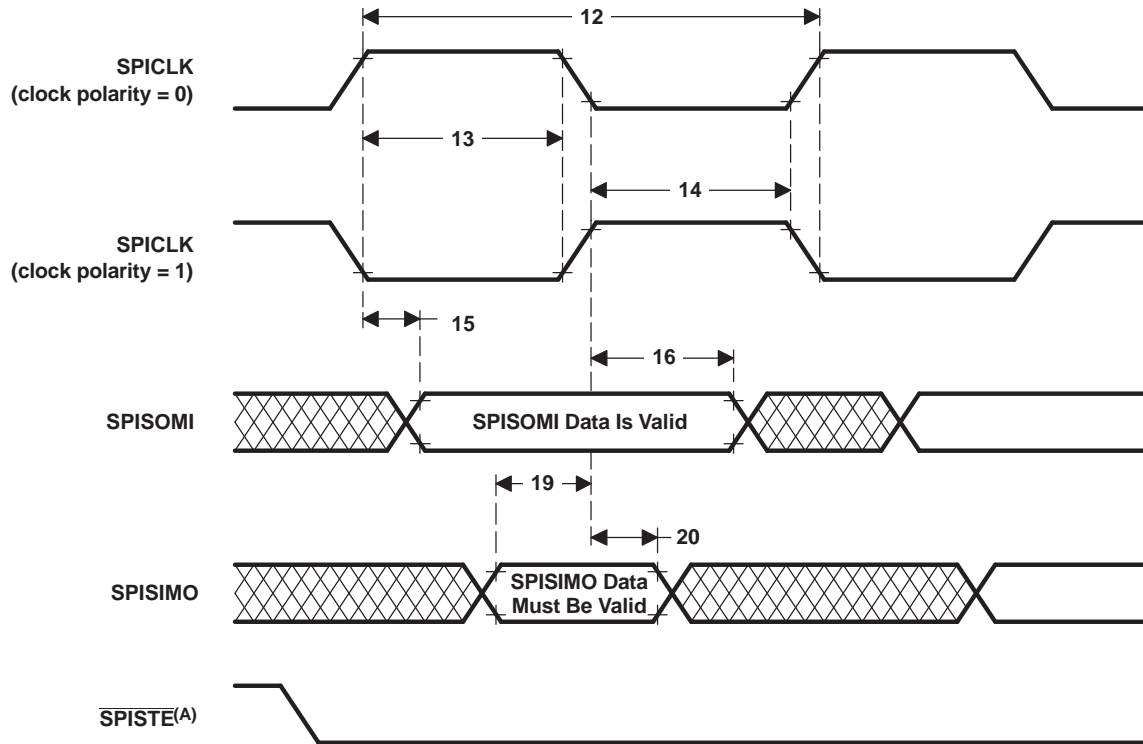 12
SPICLK
(clock polarity = 0)
13
14
SPICLK
(clock polarity = 1)
15
16
SPISOMI
SPISOMI Data Is Valid
19
20
SPISIMO
SPISIMO Data
Must Be Valid
SPISTE(A)